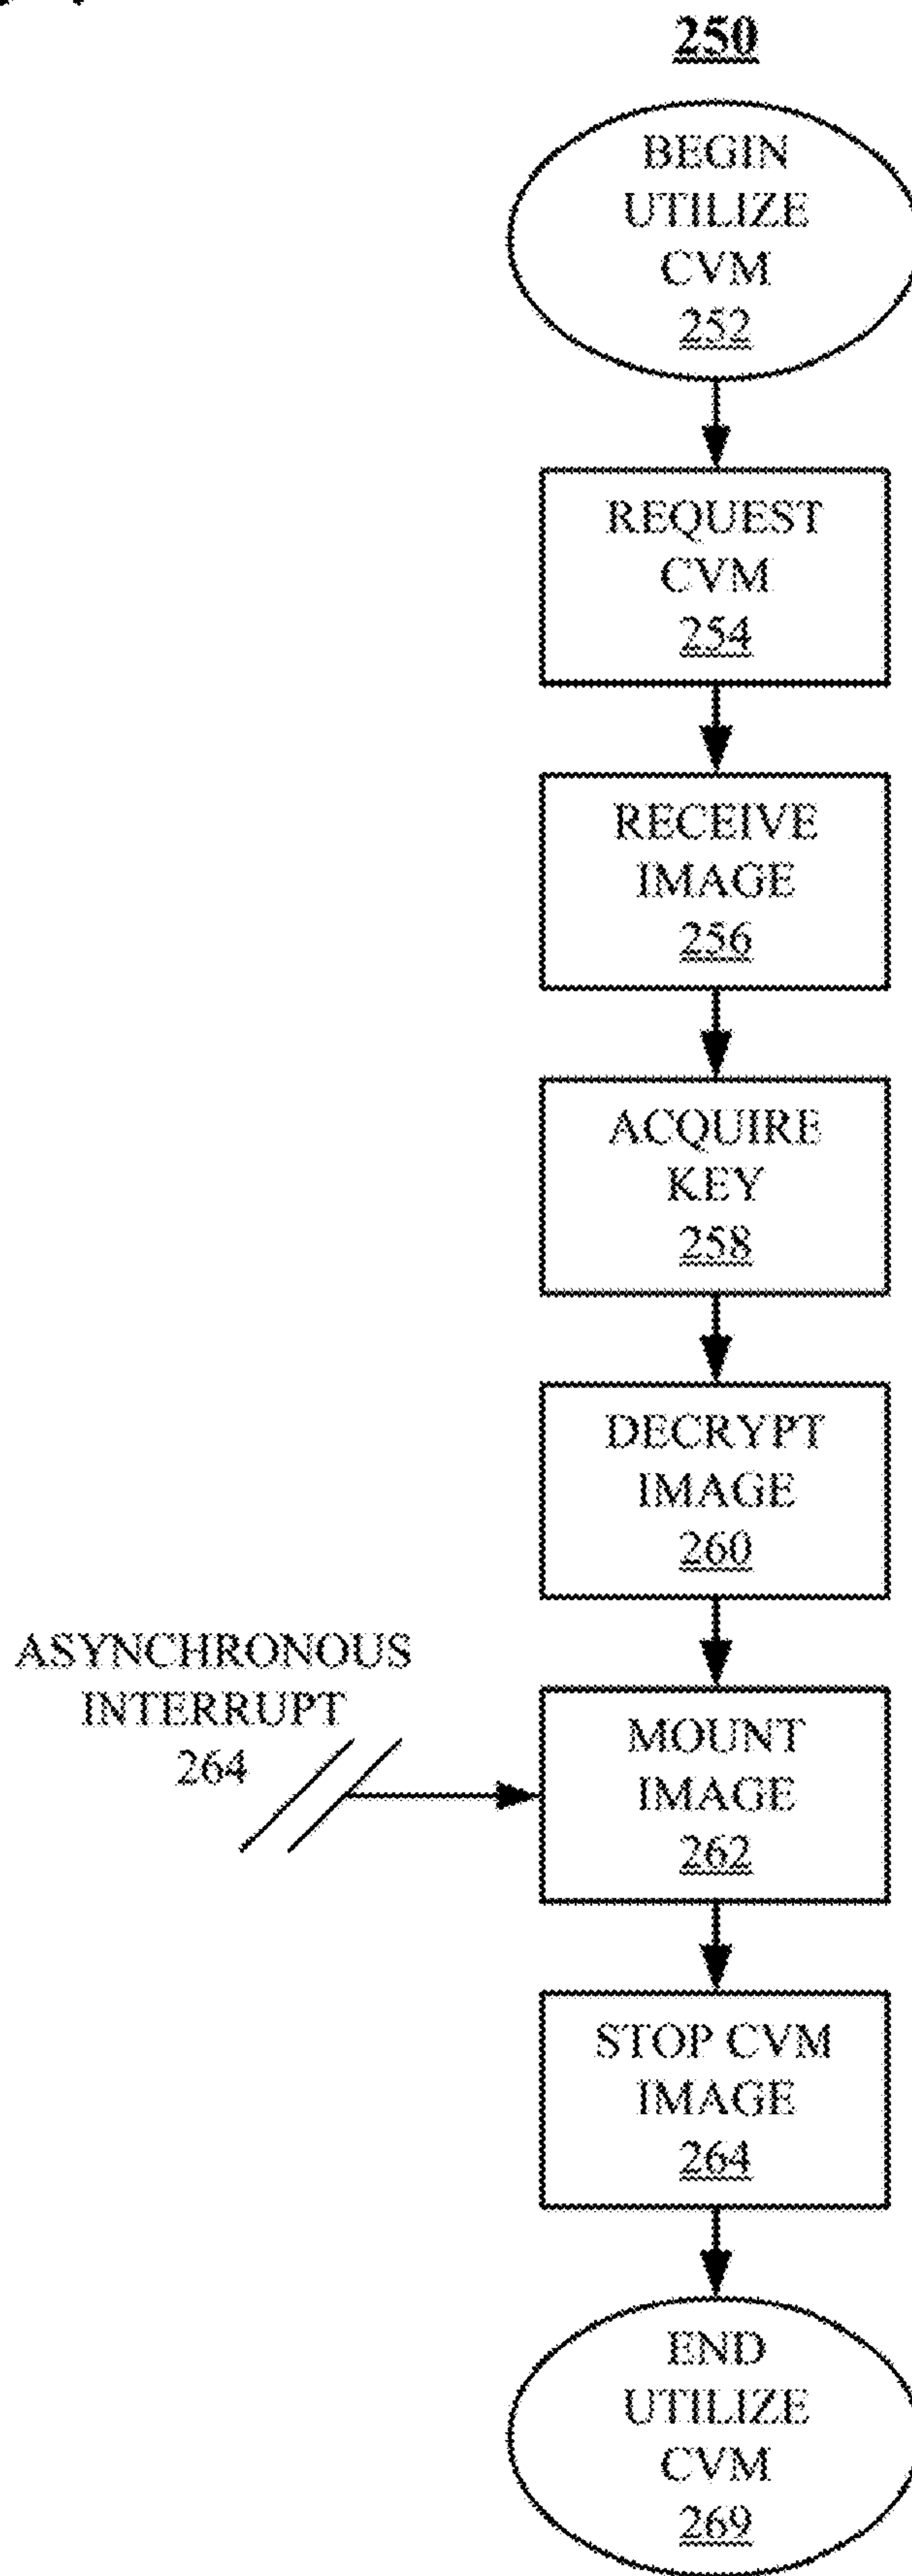 250
BEGIN
UTILIZE
CVM
252
REQUEST
CVM
254
RECEIVE
IMAGE
256
ACQUIRE
KEY
258
DECRYPT
IMAGE
260
ASYNCHRONOUS
INTERRUPT
264
MOUNT
IMAGE
262
STOP CVM
IMAGE
264
END
UTILIZE
CVM
269